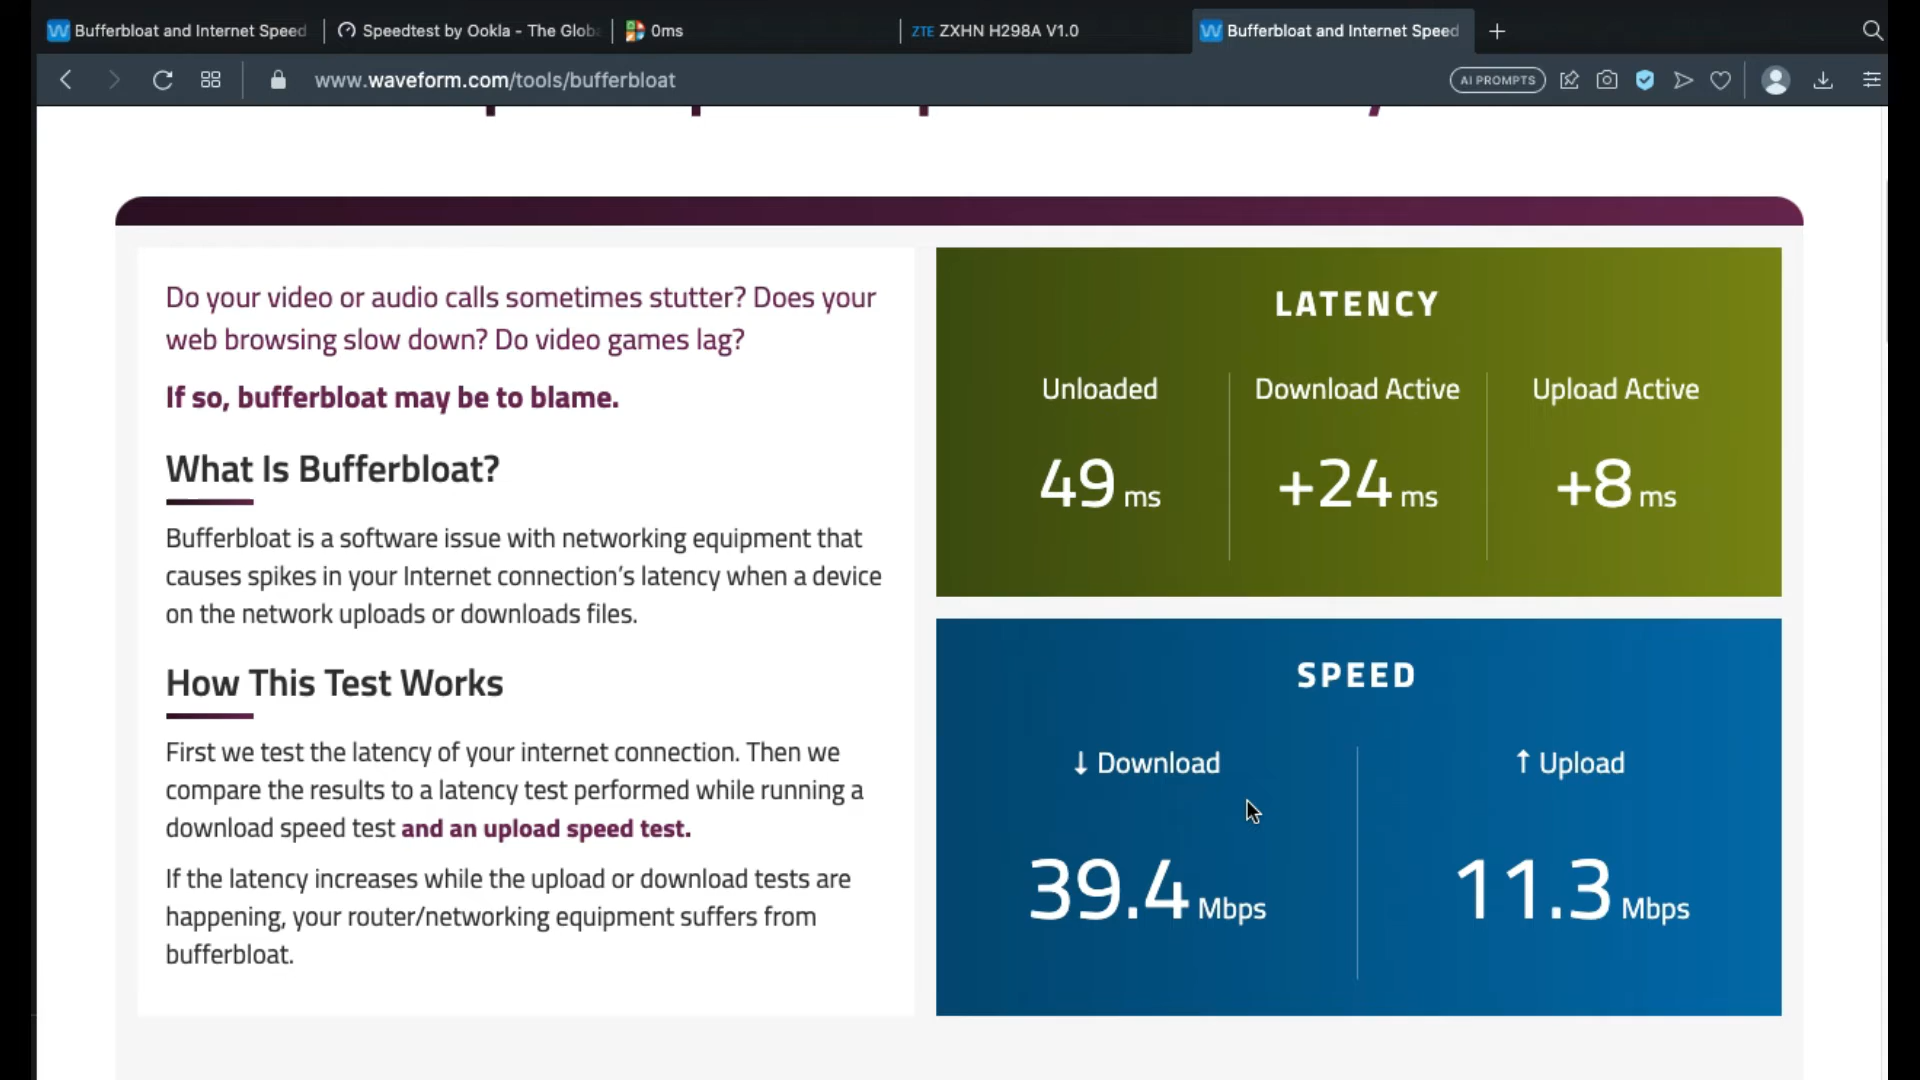 Bufferbloat and Internet Speed
Speedtest by Ookla - The Globa
0ms
ZTE ZXHN H298A V1.0
Bufferbloat and Internet Speed
www.waveform.com/tools/bufferbloat
AI PROMPTS
Do your video or audio calls sometimes stutter? Does your
web browsing slow down? Do video games lag?
If so, bufferbloat may be to blame.
What Is Bufferbloat?
Bufferbloat is a software issue with networking equipment that
causes spikes in your Internet connection’s latency when a device
on the network uploads or downloads files.
How This Test Works
First we test the latency of your internet connection. Then we
compare the results to a latency test performed while running a
download speed test and an upload speed test.
If the latency increases while the upload or download tests are
happening, your router/networking equipment suffers from
bufferbloat.
LATENCY
Unloaded
49 ms
Download Active
+24 ms
Upload Active
+8 ms
SPEED
↓ Download
39.4 Mbps
↑ Upload
11.3 Mbps